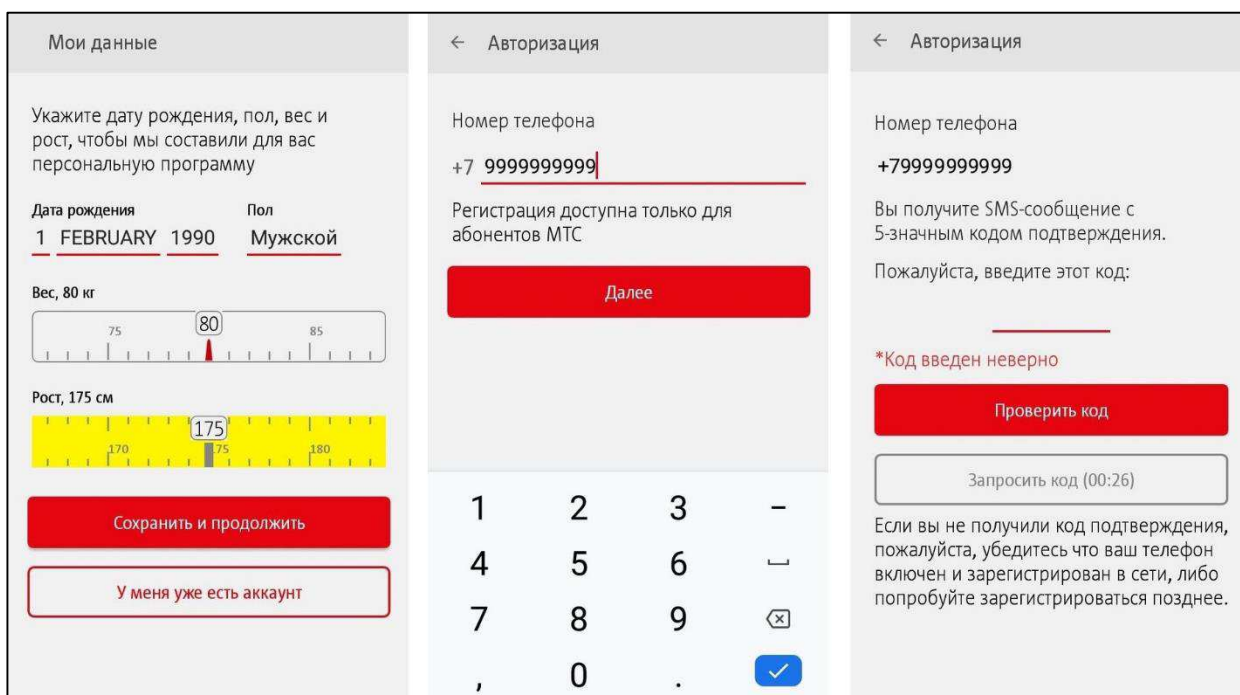 Мои данные
Укажите дату рождения, пол, вес и
рост, чтобы мы составили для вас
персональную программу
Дата рождения Пол
1 FEBRUARY 1990 Мужской
Вес, 80 кг
75 80 85
Рост, 175 см
175
170 75 180
Сохранить и продолжить
У меня уже есть аккаунт
← Авторизация
Номер телефона
+7 9999999999
Регистрация доступна только для
абонентов МТС
Далее
1 2 3 –
4 5 6
7 8 9
, 0 .
← Авторизация
Номер телефона
+79999999999
Вы получите SMS-сообщение с
5-значным кодом подтверждения.
Пожалуйста, введите этот код:
*Код введен неверно
Проверить код
Запросить код (00:26)
Если вы не получили код подтверждения,
пожалуйста, убедитесь что ваш телефон
включен и зарегистрирован в сети, либо
попробуйте зарегистрироваться позднее.